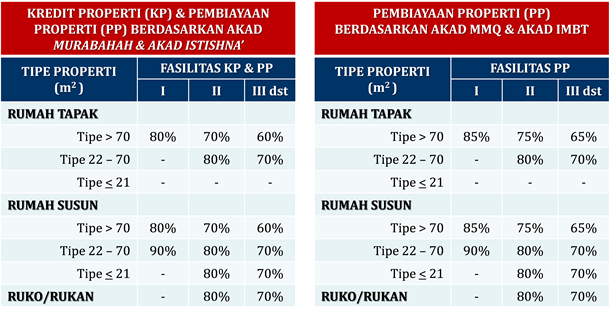 KREDIT PROPERTI (KP) & PEMBIAYAAN
PROPERTI (PP) BERDASARKAN AKAD
MURABAHAH & AKAD ISTISHNA’
TIPE PROPERTI
(m2)
FASILITAS KP & PP
I II III dst
RUMAH TAPAK
Tipe > 70 80% 70% 60%
Tipe 22 – 70 - 80% 70%
Tipe < 21 - - -
RUMAH SUSUN
Tipe > 70 80% 70% 60%
Tipe 22 – 70 90% 80% 70%
Tipe < 21 - 80% 70%
RUKO/RUKAN - 80% 70%
PEMBIAYAAN PROPERTI (PP)
BERDASARKAN AKAD MMQ & AKAD IMBT
TIPE PROPERTI
(m2)
FASILITAS PP
I II III dst
RUMAH TAPAK
Tipe > 70 85% 75% 65%
Tipe 22 – 70 - 80% 70%
Tipe < 21 - - -
RUMAH SUSUN
Tipe > 70 85% 75% 65%
Tipe 22 – 70 90% 80% 70%
Tipe < 21 - 80% 70%
RUKO/RUKAN - 80% 70%